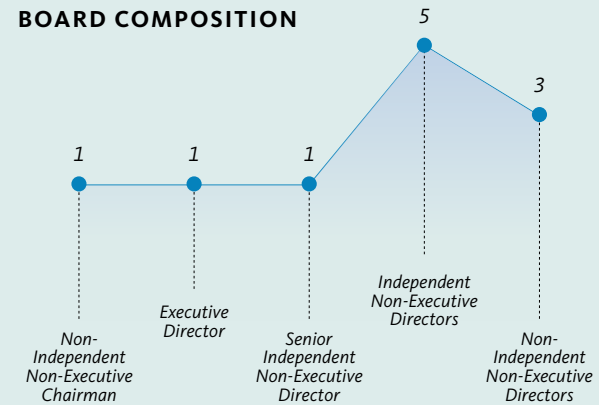 BOARD COMPOSITION
5
3
1
1
1
Non-
Independent
Non-Executive
Chairman
Executive
Director
Senior
Independent
Non-Executive
Director
Independent
Non-Executive
Directors
Non-
Independent
Non-Executive
Directors